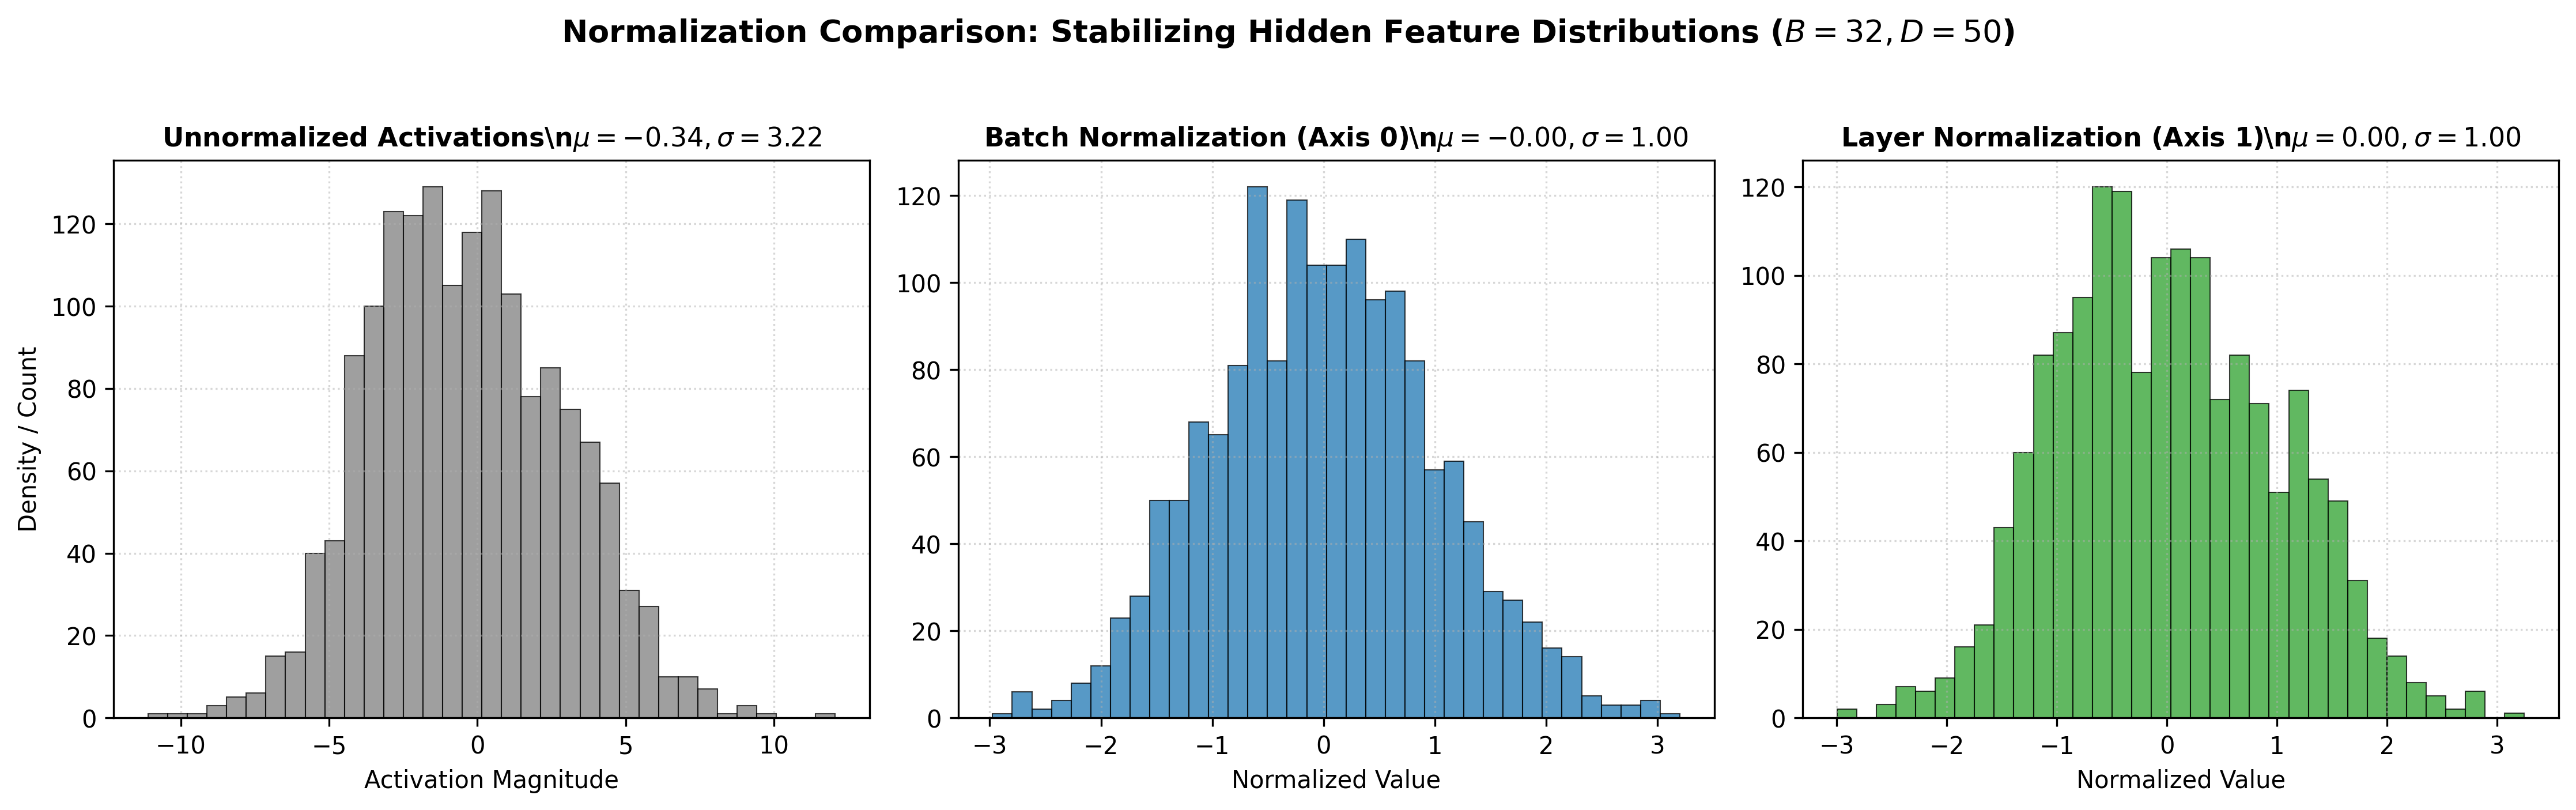 Normalization Comparison: Stabilizing Hidden Feature Distributions (B = 32, D = 50)
Unnormalized Activations\nμ = −0.34, σ = 3.22
Density / Count
120
100
80
60
40
20
0
−10 −5 0 5 10
Activation Magnitude
Batch Normalization (Axis 0)\nμ = −0.00, σ = 1.00
120
100
80
60
40
20
0
−3 −2 −1 0 1 2 3
Normalized Value
Layer Normalization (Axis 1)\nμ = 0.00, σ = 1.00
120
100
80
60
40
20
0
−3 −2 −1 0 1 2 3
Normalized Value